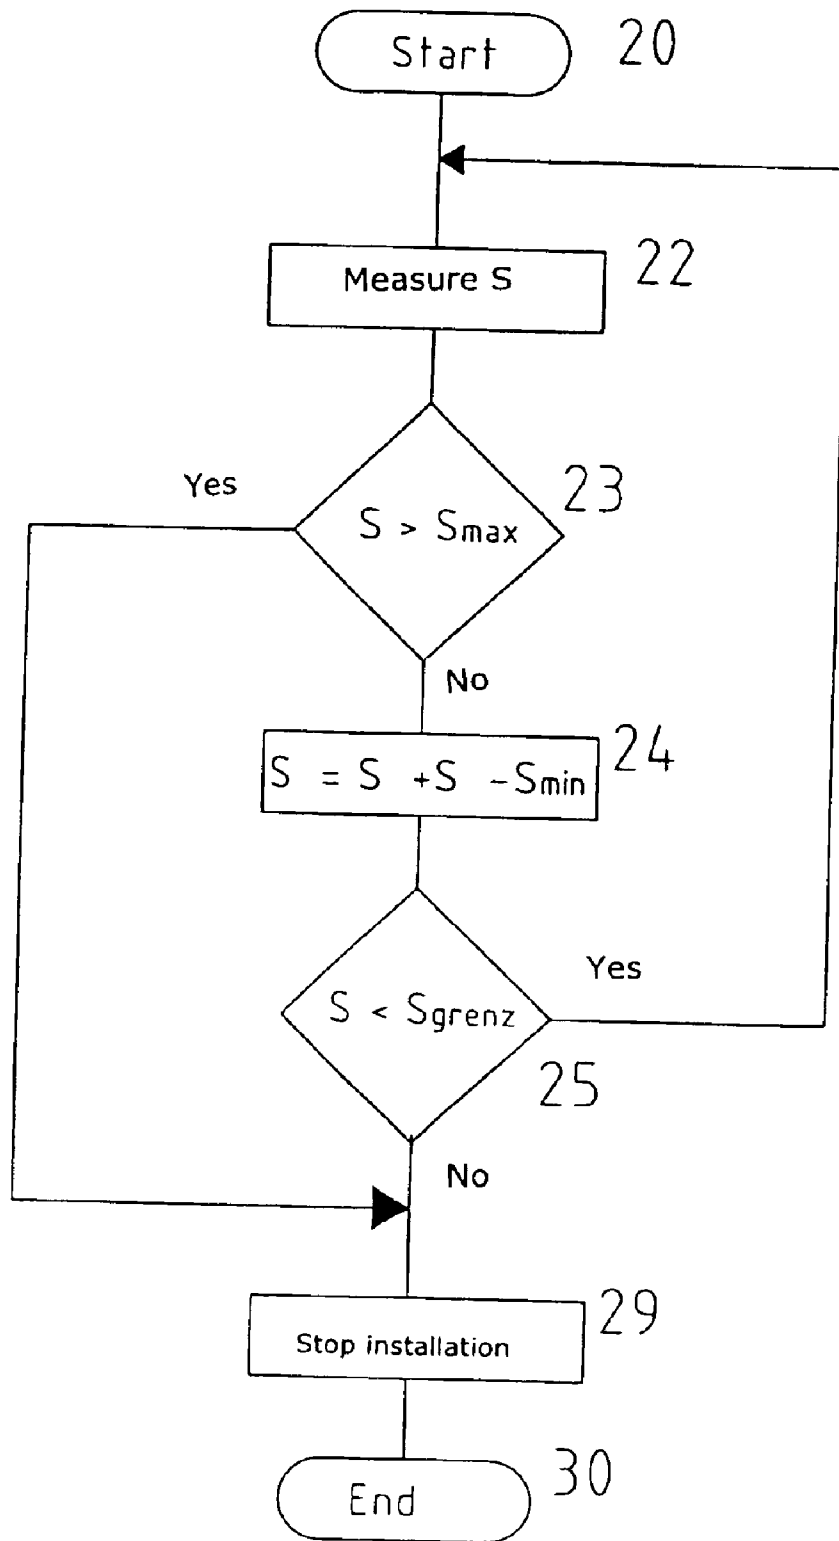 Start 20
Measure S 22
Yes
S > Smax 23
No
S = S +S -Smin 24
S < Sgrenz
Yes
25
No
Stop installation 29
End 30